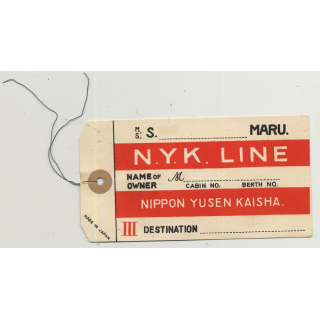 M.S. S. MARU.
N.Y.K. LINE
NAME OF OWNER M
CABIN NO. BERTH NO.
NIPPON YUSEN KAISHA.
III DESTINATION
MADE IN JAPAN